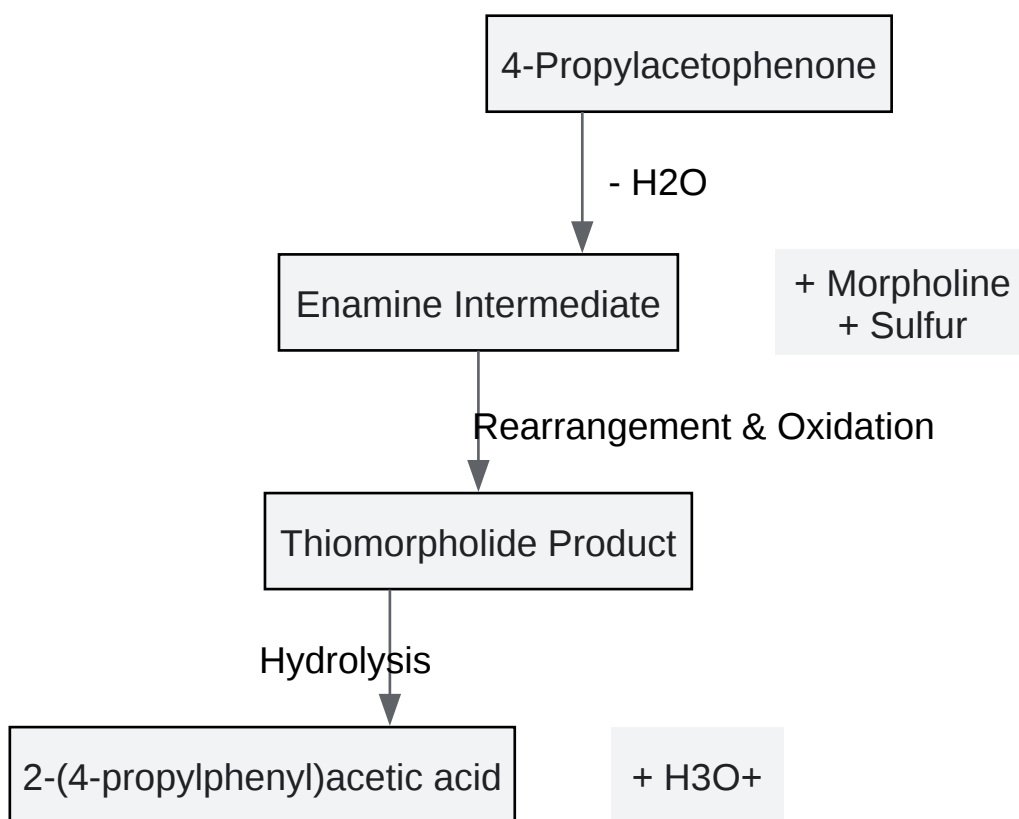 4-Propylacetophenone
- H2O
Enamine Intermediate
+ Morpholine
+ Sulfur
Rearrangement & Oxidation
Thiomorpholide Product
Hydrolysis
2-(4-propylphenyl)acetic acid
+ H3O+